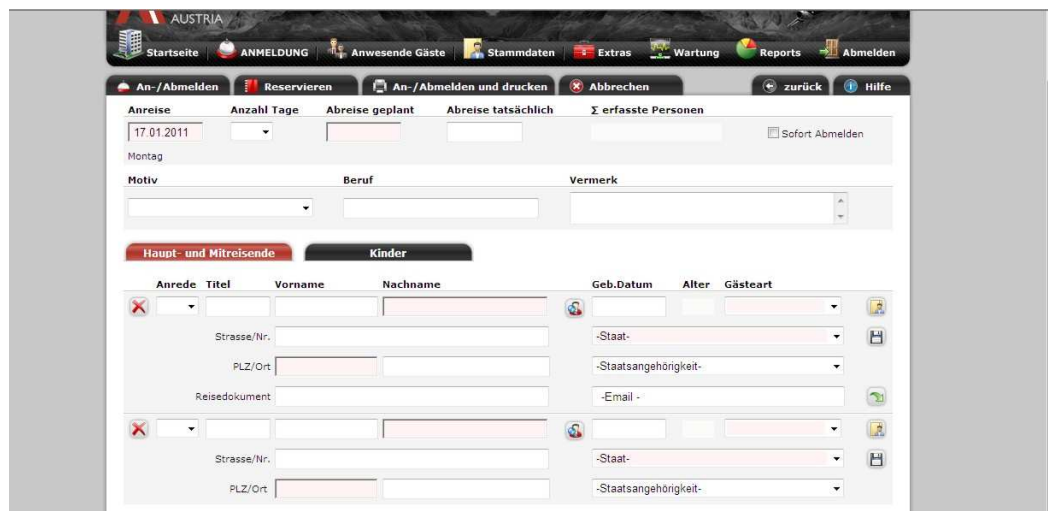 AUSTRIA
Startseite ANMELDUNG Anwesende Gäste Stammdaten Extras Wartung Reports Abmelden
An-/Abmelden Reservieren An-/Abmelden und drucken Abbrechen zurück Hilfe
Anreise Anzahl Tage Abreise geplant Abreise tatsächlich Σ erfasste Personen
17.01.2011 Sofort Abmelden
Montag
Motiv Beruf Vermerk
Haupt- und Mitreisende Kinder
Anrede Titel Vorname Nachname Geb.Datum Alter Gästeart
Strasse/Nr. -Staat-
PLZ/Ort -Staatsangehörigkeit-
Reisedokument -Email -
Strasse/Nr. -Staat-
PLZ/Ort -Staatsangehörigkeit-